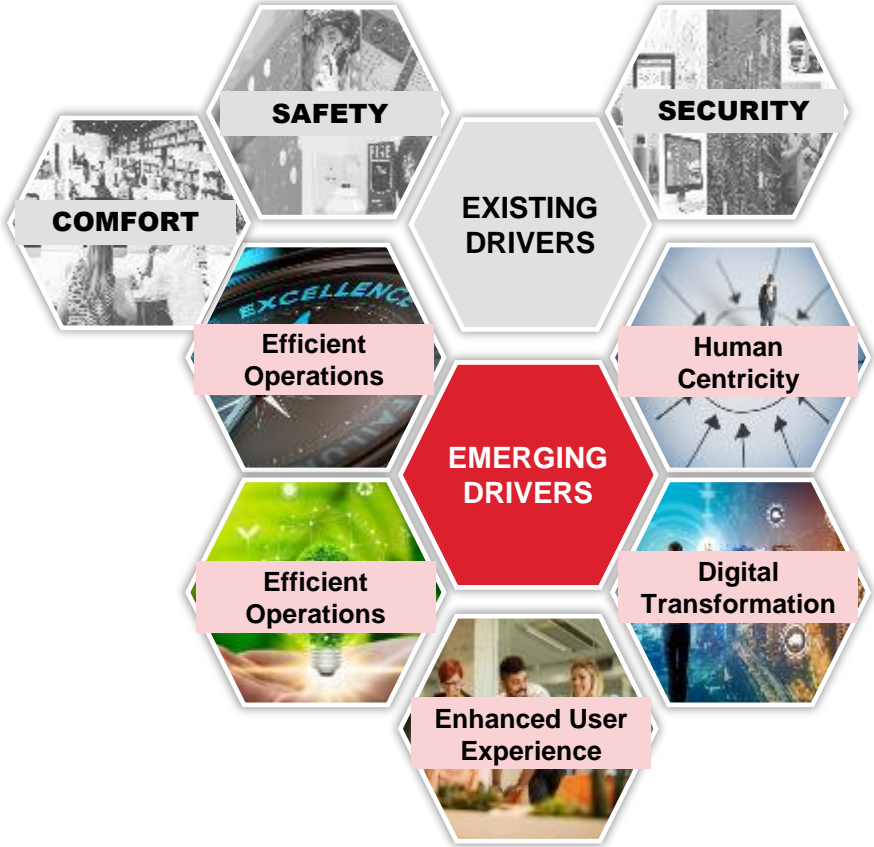 SAFETY
SECURITY
COMFORT
EXISTING
DRIVERS
EXCELLENCE
Efficient
Operations
Human
Centricity
EMERGING
DRIVERS
Efficient
Operations
Digital
Transformation
Enhanced User
Experience